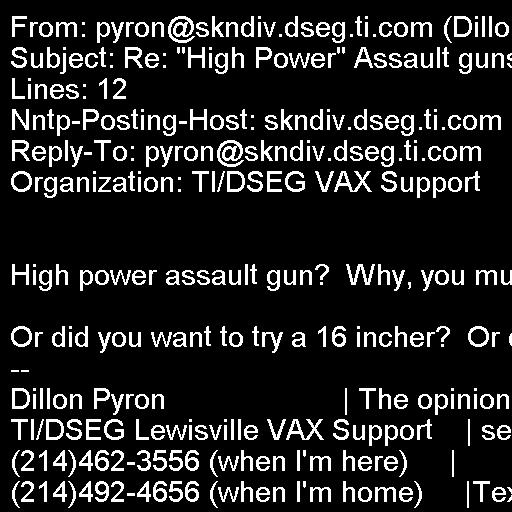 From: pyron@skndiv.dseg.ti.com (Dillo
Subject: Re: "High Power" Assault guns
Lines: 12
Nntp-Posting-Host: skndiv.dseg.ti.com
Reply-To: pyron@skndiv.dseg.ti.com
Organization: TI/DSEG VAX Support
High power assault gun?  Why, you mu
Or did you want to try a 16 incher?  Or
--
Dillon Pyron                      | The opinion
TI/DSEG Lewisville VAX Support    | se
(214)462-3556 (when I'm here)     |
(214)492-4656 (when I'm home)     |Tex